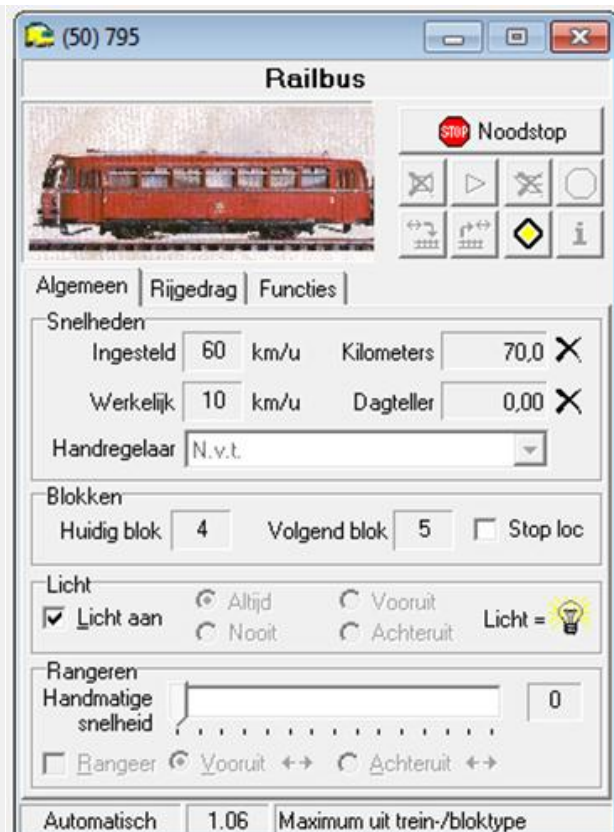 (50) 795
Railbus
STOP Noodstop
i
Algemeen Rijgedrag Functies
Snelheden
Ingesteld 60 km/u Kilometers 70,0
Werkelijk 10 km/u Dagteller 0,00
Handregelaar N.v.t.
Blokken
Huidig blok 4 Volgend blok 5 Stop loc
Licht
Licht aan Altijd Vooruit Licht =
Nooit Achteruit
Rangeren
Handmatige
snelheid 0
Rangeer Vooruit Achteruit
Automatisch 1.06 Maximum uit trein-/bloktype